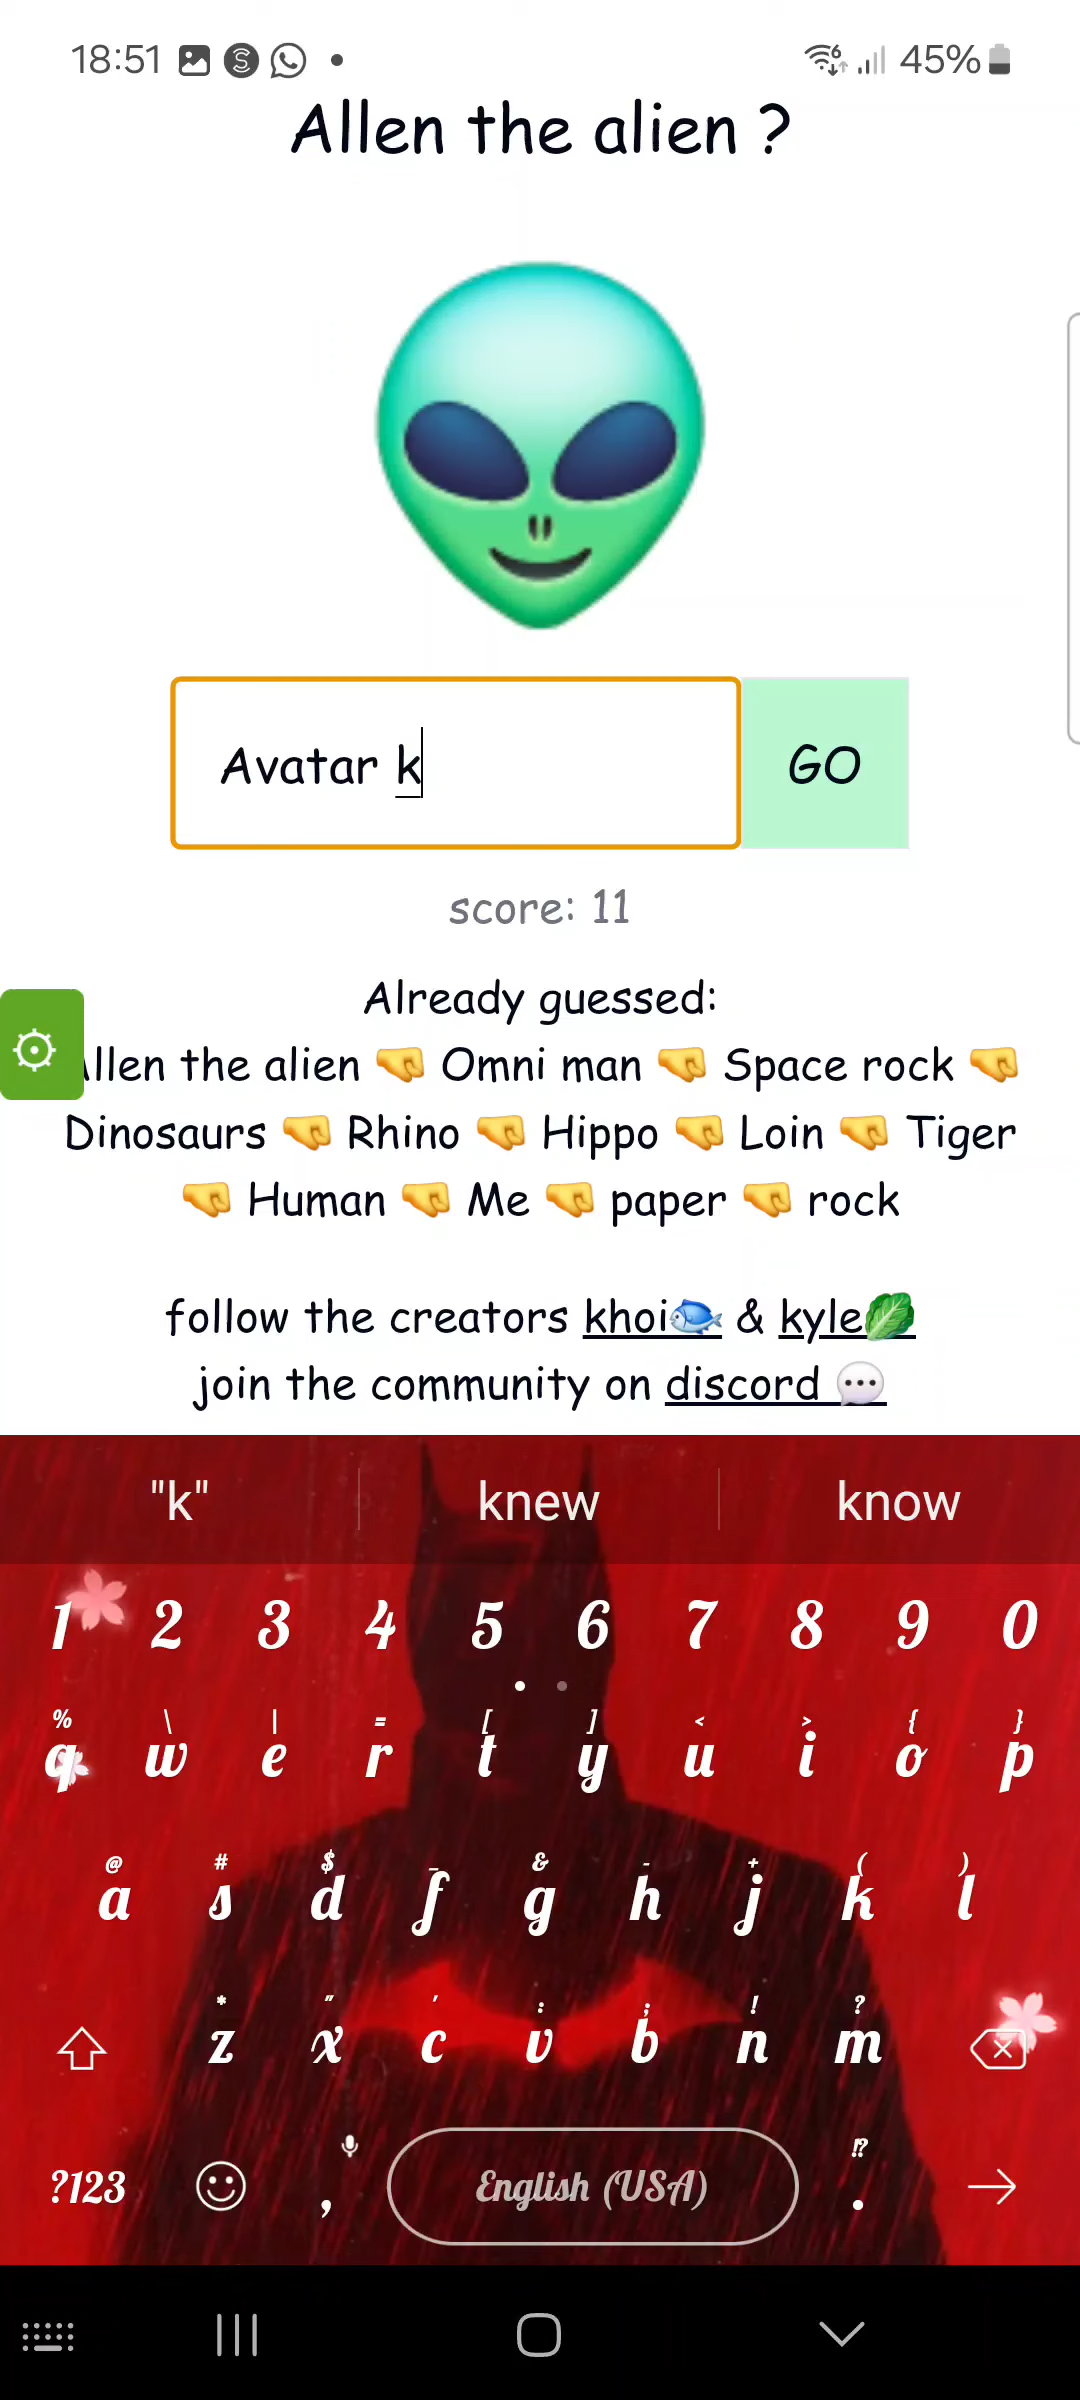 18:51 45%
Allen the alien ?
Avatar k
GO
score: 11
Already guessed:
llen the alien 🤜 Omni man 🤜 Space rock 🤜
Dinosaurs 🤜 Rhino 🤜 Hippo 🤜 Loin 🤜 Tiger
🤜 Human 🤜 Me 🤜 paper 🤜 rock
follow the creators khoi🐟 & kyle🥬
join the community on discord 💬
"k" knew know
1 2 3 4 5 6 7 8 9 0
% \ | = [ ] < > { }
q w e r t y u i o p
@ # $ _ & - + ( )
a s d f g h j k l
* " ' : ; ! ?
z x c v b n m
!?
?123 , English (USA) .